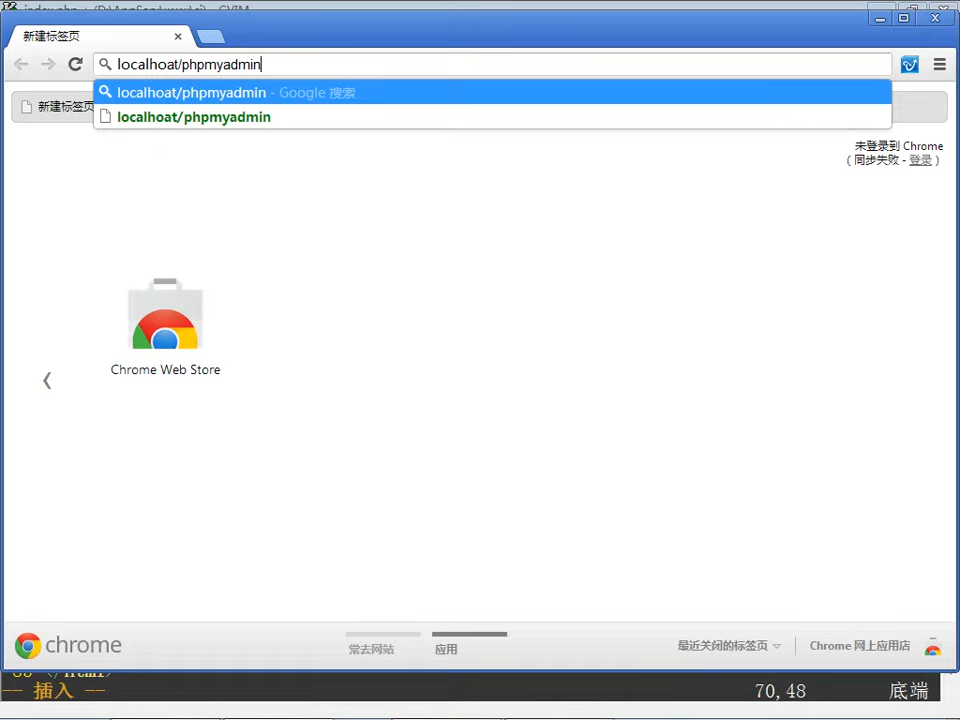 新建标签页
localhoat/phpmyadmin
localhoat/phpmyadmin - Google 搜索
新建标签页
localhoat/phpmyadmin
未登录到 Chrome
( 同步失败 - 登录 )
Chrome Web Store
chrome
常去网站
应用
最近关闭的标签页
Chrome 网上应用店
-- 插入 --
70,48
底端